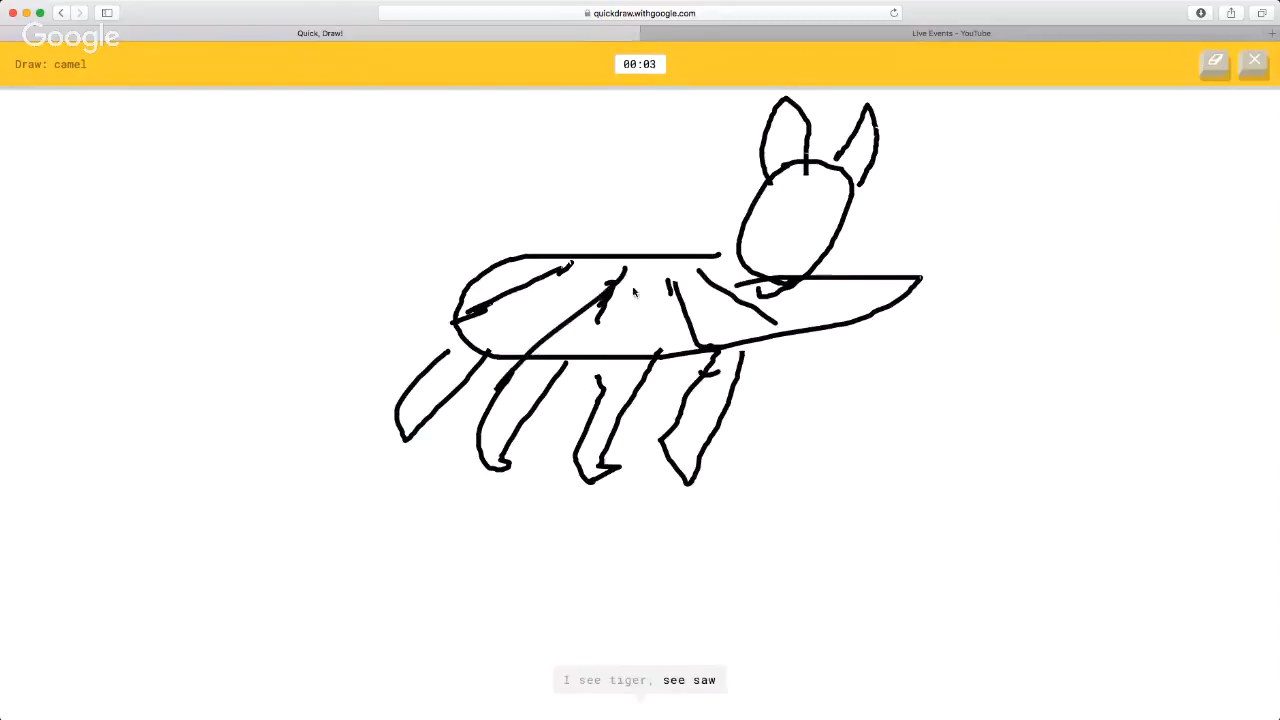 quickdraw.withgoogle.com
Quick, Draw!
Live Events - YouTube
Google
Draw: camel
00:03
I see tiger, see saw